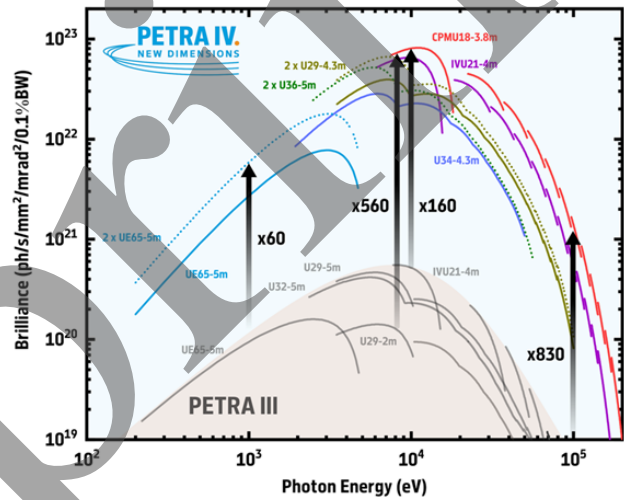 PETRA IV.
NEW DIMENSIONS
CPMU18-3.8m
2 x U29-4.3m
IVU21-4m
2 x U36-5m
U34-4.3m
x560
x160
x60
2 x UE65-5m
UE65-5m
U29-5m
IVU21-4m
U32-5m
UE65-5m
U29-2m
x830
PETRA III
Brilliance (ph/s/mm²/mrad²/0.1%BW)
10²³
10²²
10²¹
10²⁰
10¹⁹
10²
10³
10⁴
10⁵
Photon Energy (eV)